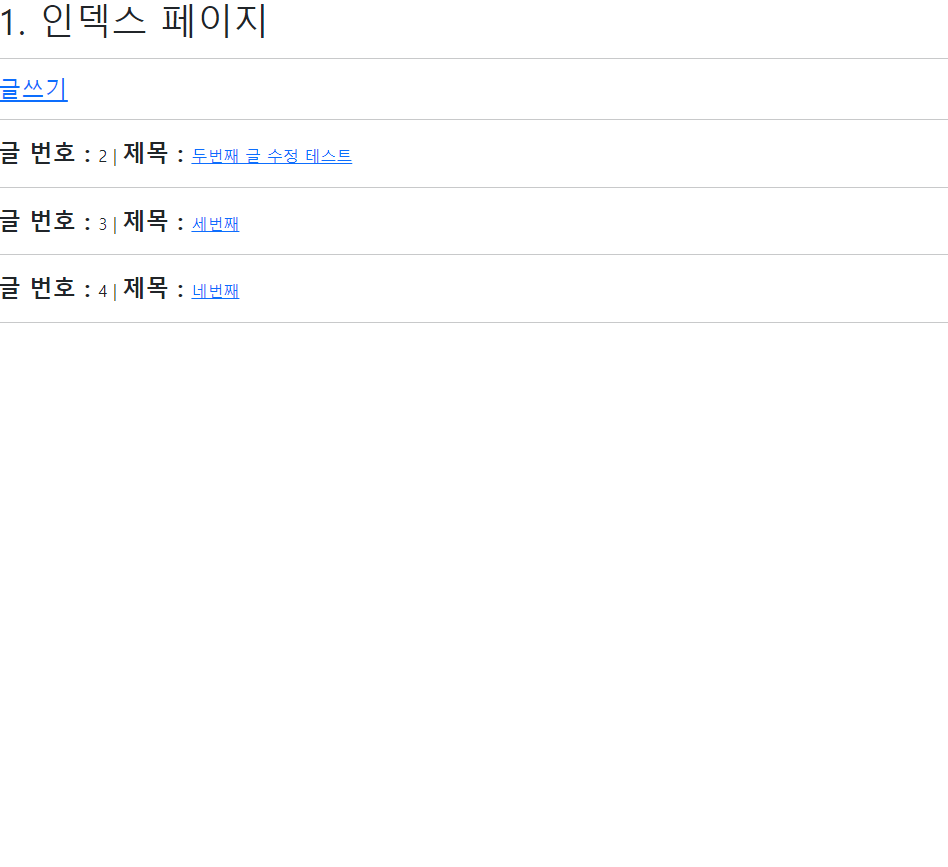 1. 인덱스 페이지
글쓰기
글 번호 : 2 | 제목 : 두번째 글 수정 테스트
글 번호 : 3 | 제목 : 세번째
글 번호 : 4 | 제목 : 네번째